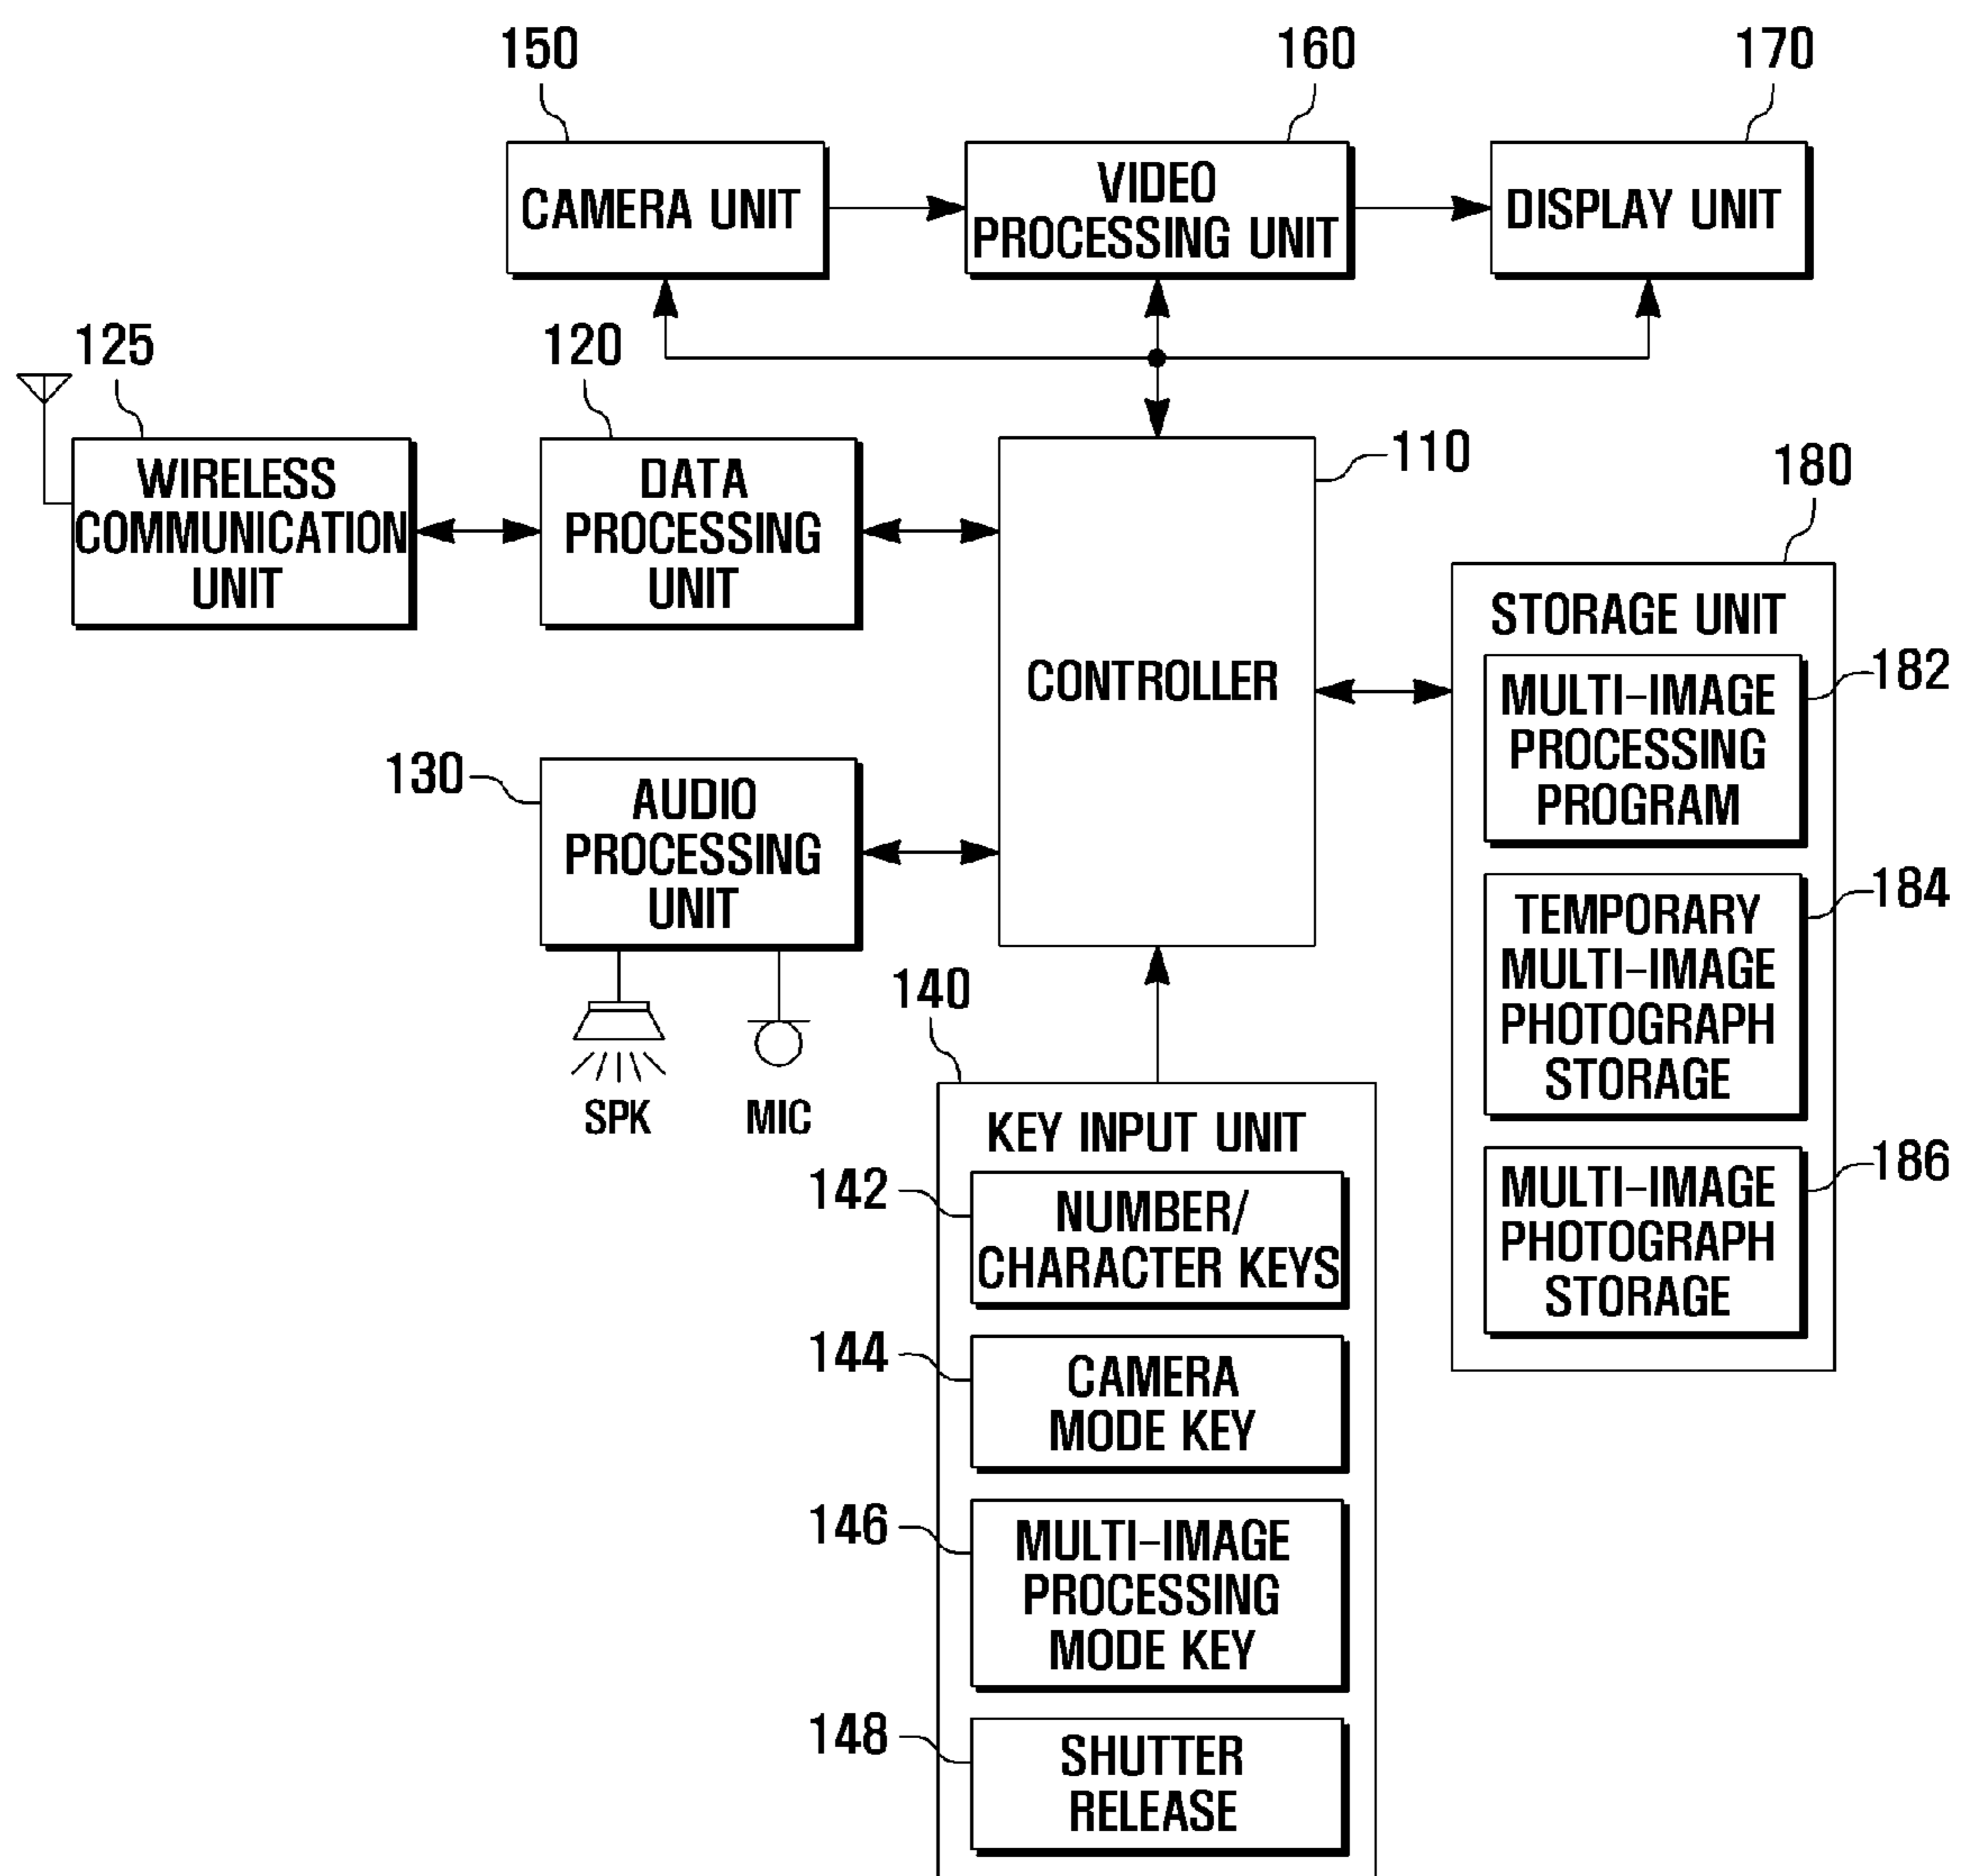 150
160
170
CAMERA UNIT
VIDEO
PROCESSING UNIT
DISPLAY UNIT
125
120
110
180
WIRELESS
COMMUNICATION
UNIT
DATA
PROCESSING
UNIT
CONTROLLER
STORAGE UNIT
182
MULTI-IMAGE
PROCESSING
PROGRAM
184
TEMPORARY
MULTI-IMAGE
PHOTOGRAPH
STORAGE
186
MULTI-IMAGE
PHOTOGRAPH
STORAGE
130
AUDIO
PROCESSING
UNIT
SPK
MIC
140
KEY INPUT UNIT
142
NUMBER/
CHARACTER KEYS
144
CAMERA
MODE KEY
146
MULTI-IMAGE
PROCESSING
MODE KEY
148
SHUTTER
RELEASE